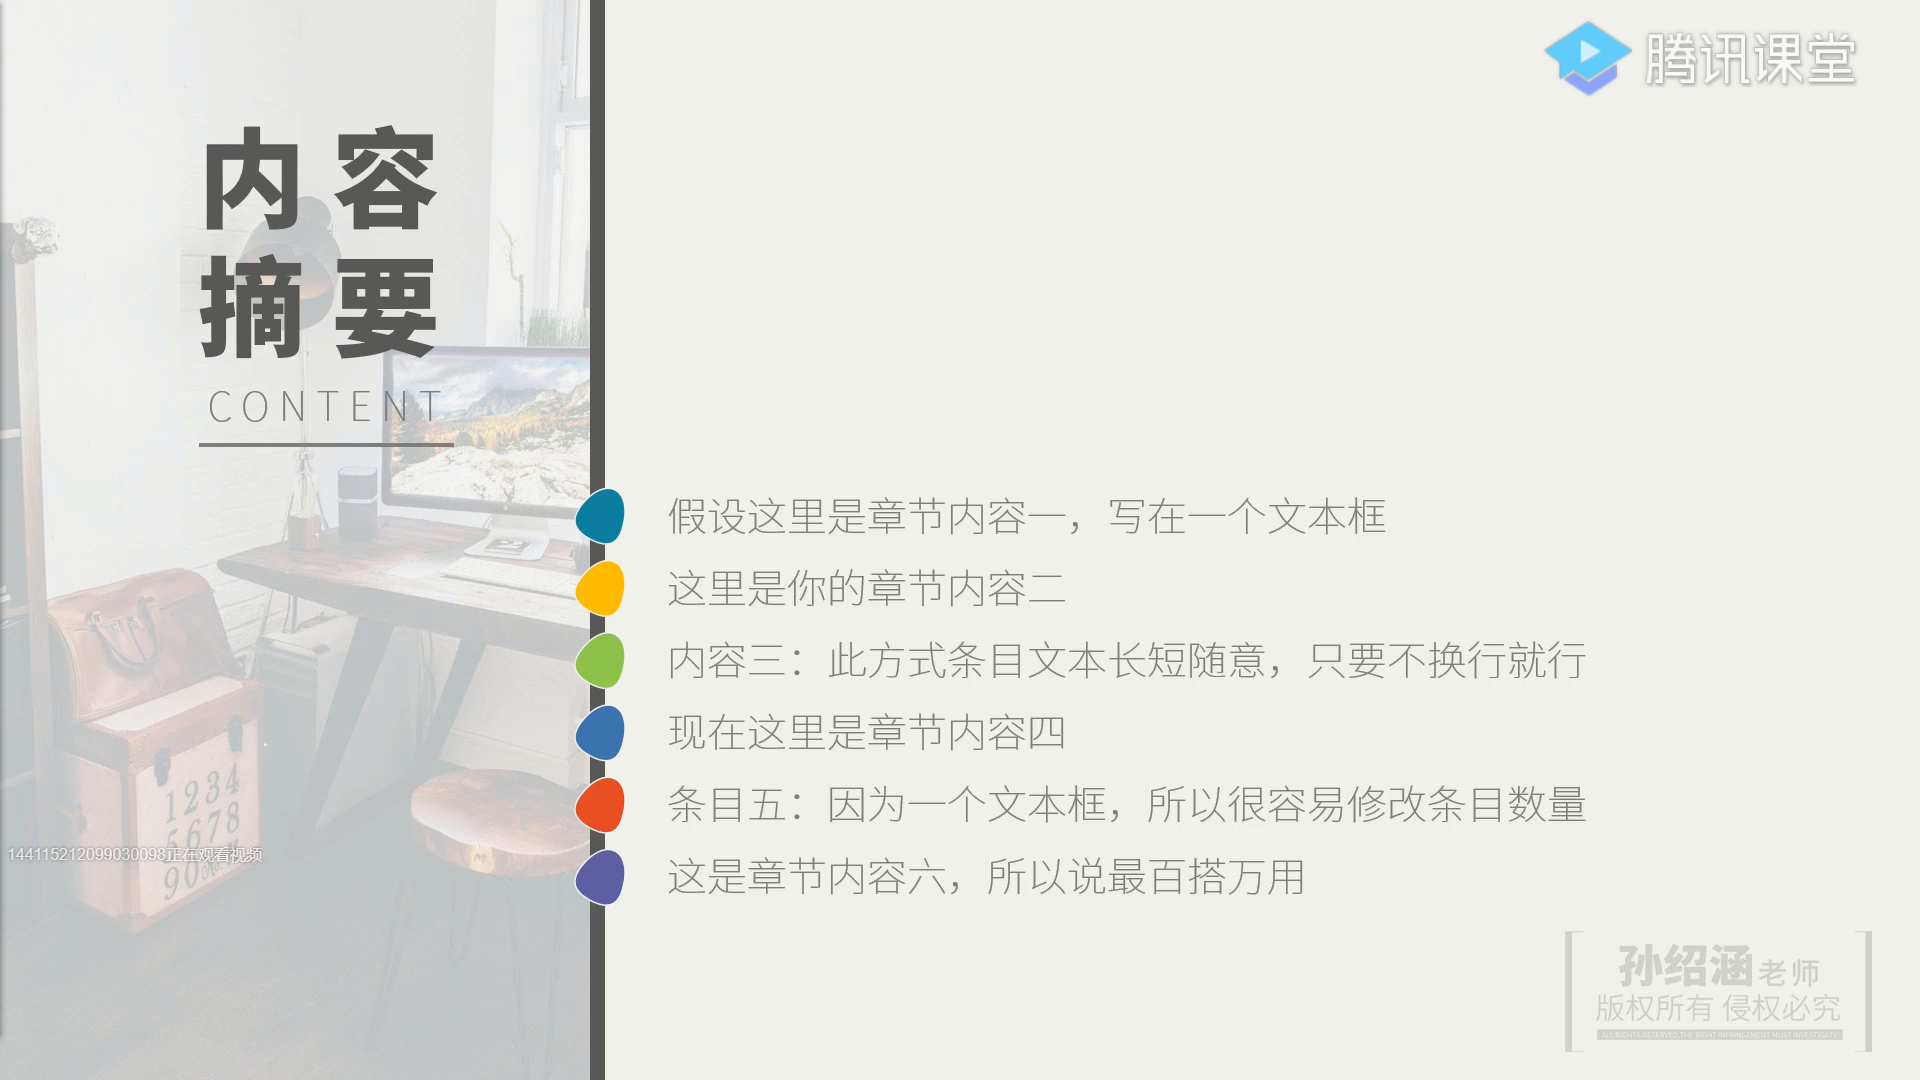 腾讯课堂
内容
摘要
CONTENT
假设这里是章节内容一，写在一个文本框
这里是你的章节内容二
内容三：此方式条目文本长短随意，只要不换行就行
现在这里是章节内容四
条目五：因为一个文本框，所以很容易修改条目数量
这是章节内容六，所以说最百搭万用
1234
5678
90
144115212099030098正在观看视频
孙绍涵老师
版权所有 侵权必究
ALL RIGHTS RESERVED,THE RIGHT INFRINGEMENT MUST INVESTIGATE!